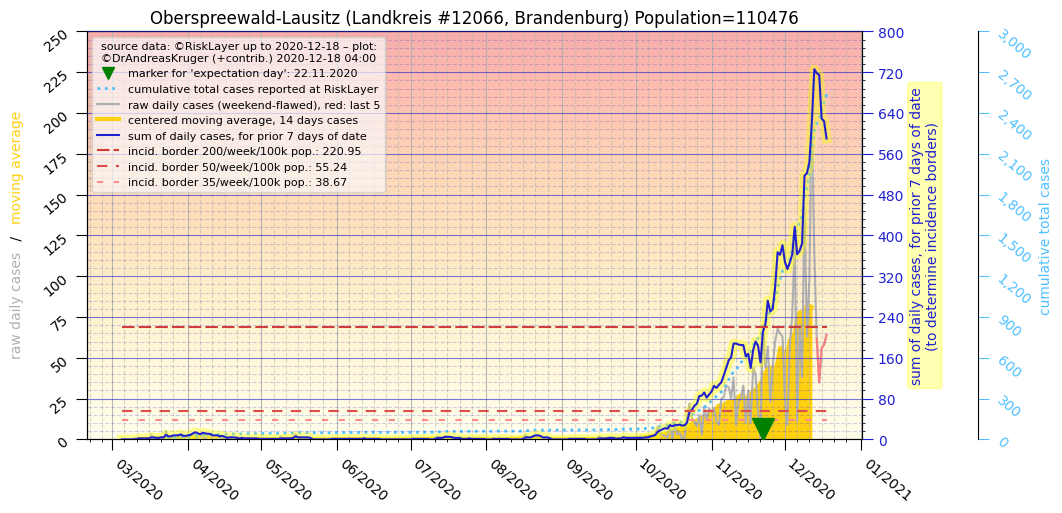 Oberspreewald-Lausitz (Landkreis #12066, Brandenburg) Population=110476
source data: ©RiskLayer up to 2020-12-18 – plot:
©DrAndreasKruger (+contrib.) 2020-12-18 04:00
marker for 'expectation day': 22.11.2020
cumulative total cases reported at RiskLayer
raw daily cases (weekend-flawed), red: last 5
centered moving average, 14 days cases
sum of daily cases, for prior 7 days of date
incid. border 200/week/100k pop.: 220.95
incid. border 50/week/100k pop.: 55.24
incid. border 35/week/100k pop.: 38.67
raw daily cases / moving average
250
225
200
175
150
125
100
75
50
25
0
03/2020
04/2020
05/2020
06/2020
07/2020
08/2020
09/2020
10/2020
11/2020
12/2020
01/2021
800
720
640
560
480
400
320
240
160
80
0
sum of daily cases, for prior 7 days of date
(to determine incidence borders)
3,000
2,700
2,400
2,100
1,800
1,500
1,200
900
600
300
0
cumulative total cases